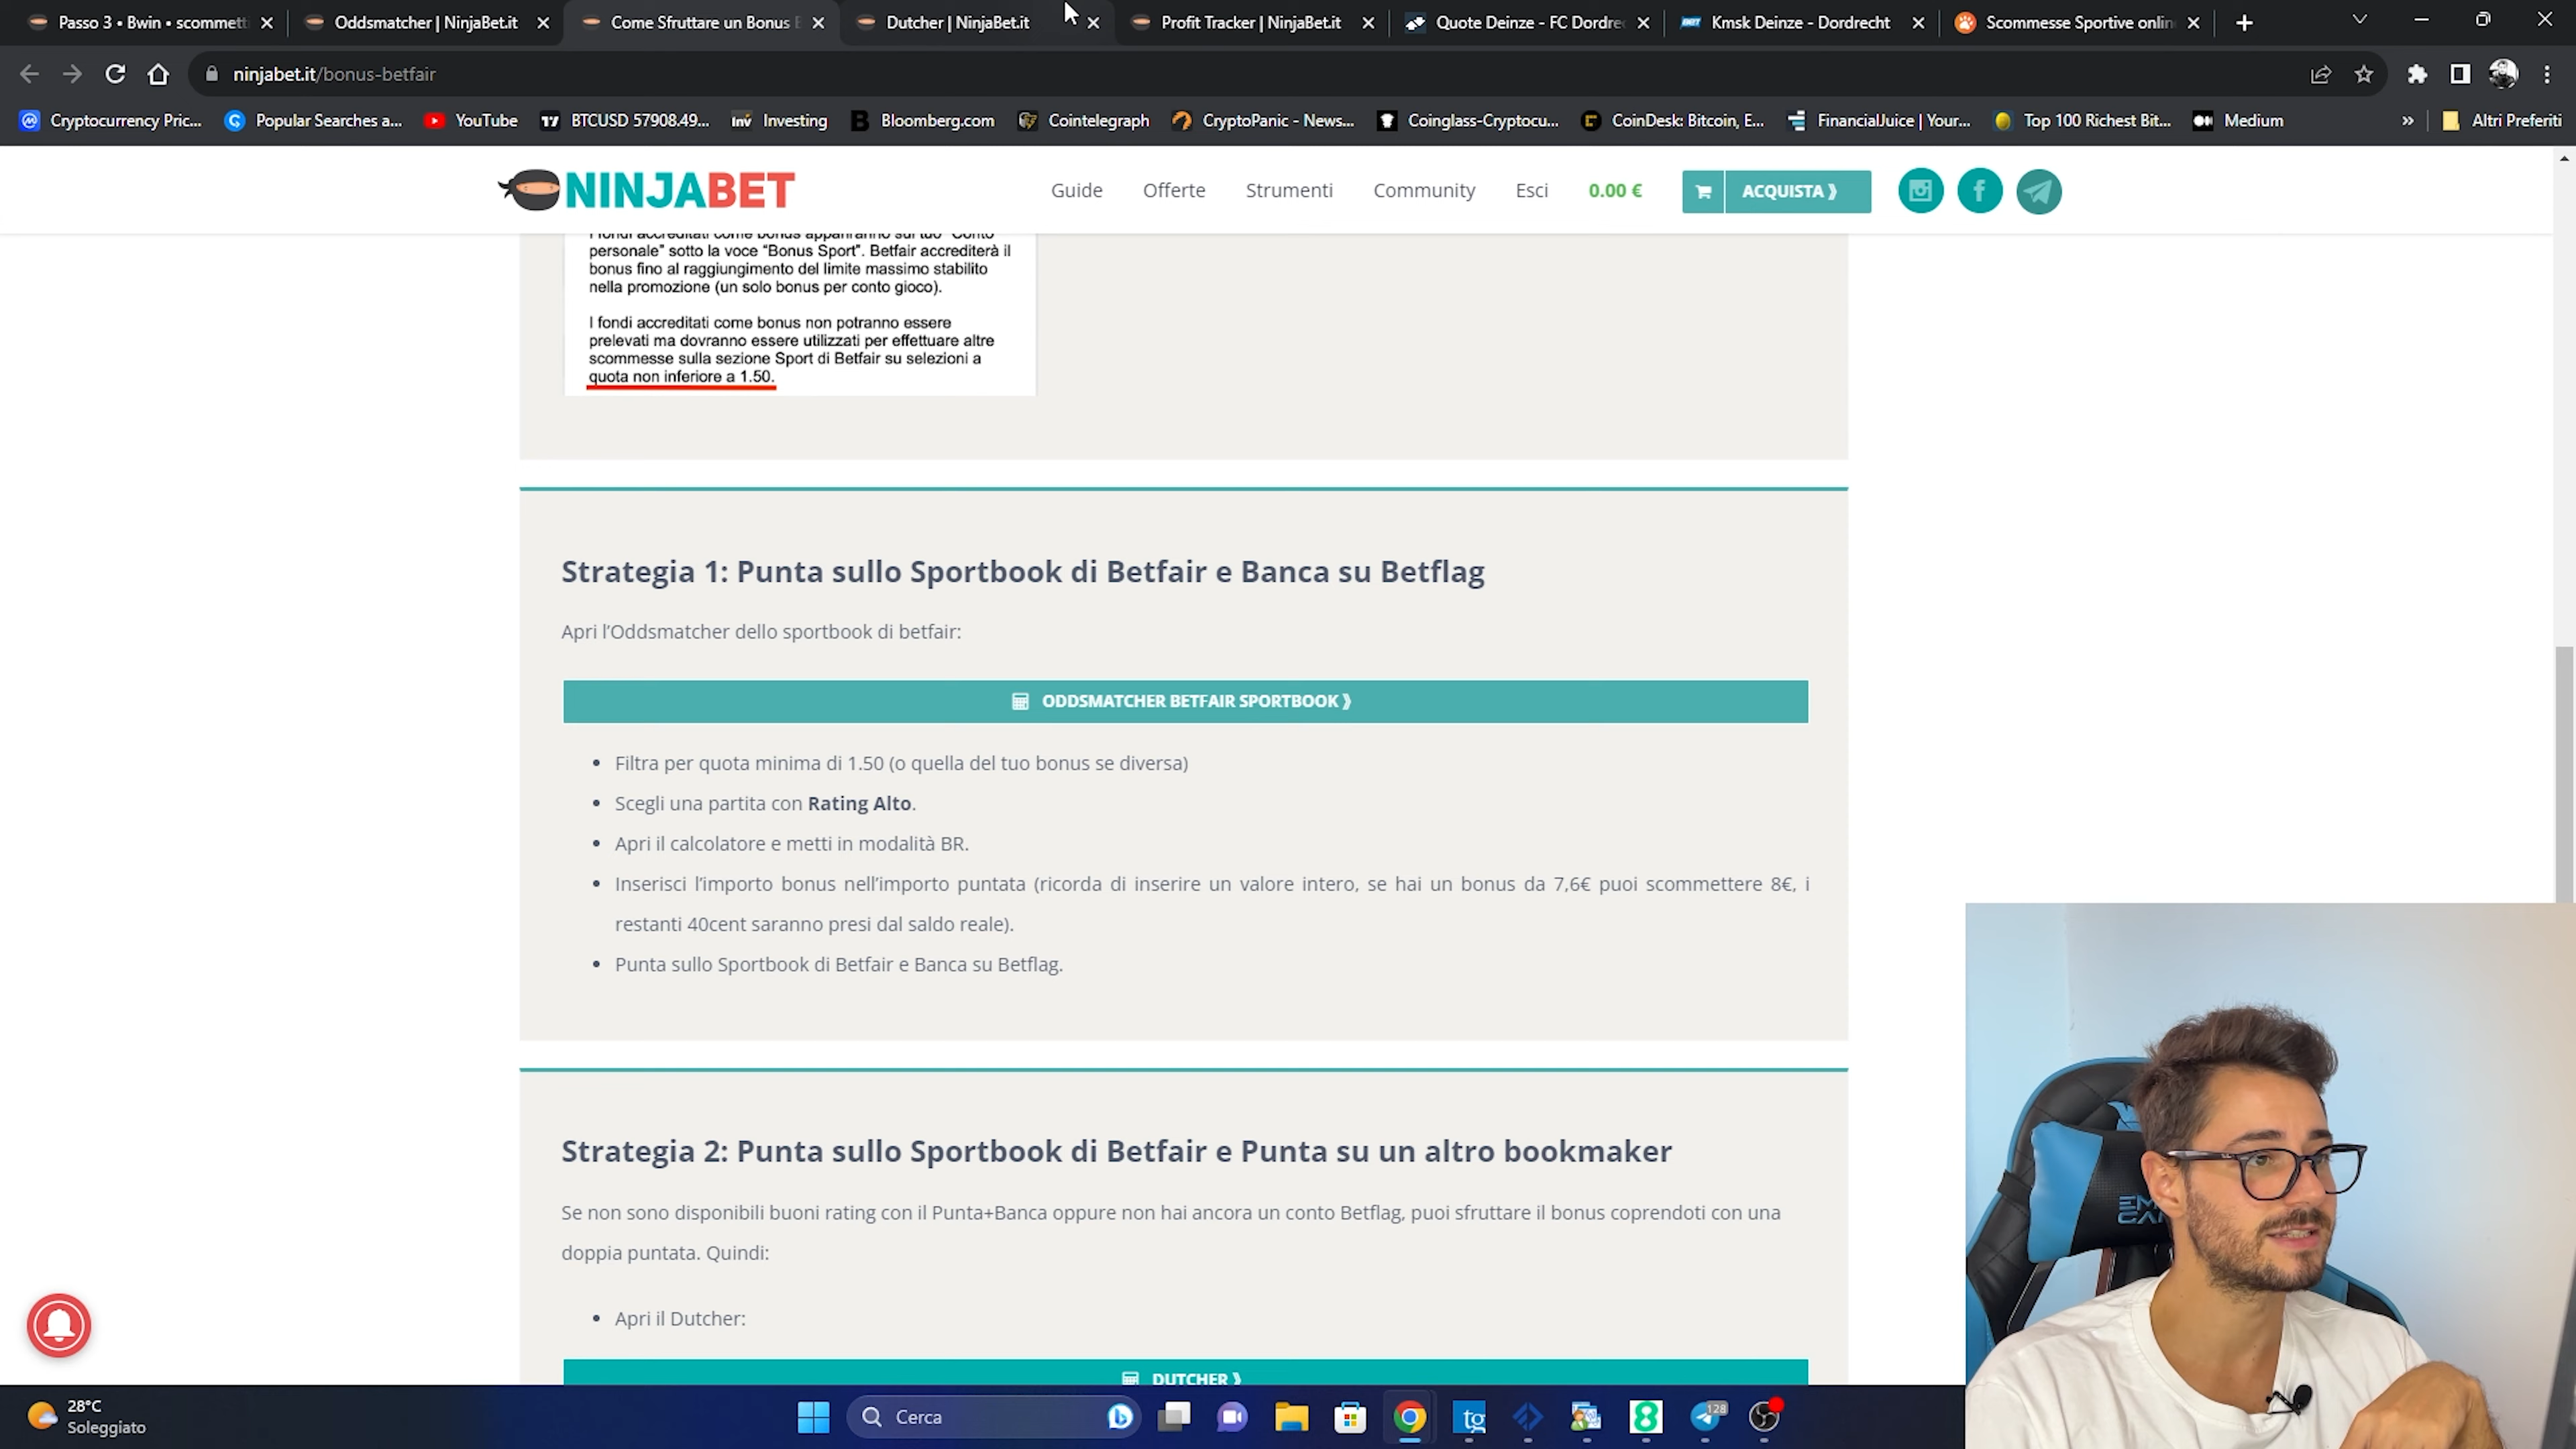 Passo 3 • Bwin • scommett
Oddsmatcher | NinjaBet.it
Come Sfruttare un Bonus B
Dutcher | NinjaBet.it
Profit Tracker | NinjaBet.it
Quote Deinze - FC Dordrec
Kmsk Deinze - Dordrecht
Scommesse Sportive onlin
ninjabet.it/bonus-betfair
Cryptocurrency Pric...
Popular Searches a...
YouTube
BTCUSD 57908.49...
Investing
Bloomberg.com
Cointelegraph
CryptoPanic - News...
Coinglass-Cryptocu...
CoinDesk: Bitcoin, E...
FinancialJuice | Your...
Top 100 Richest Bit...
Medium
»
Altri Preferiti
NINJABET
Guide
Offerte
Strumenti
Community
Esci
0.00 €
ACQUISTA ⟫
I fondi accreditati come bonus appariranno sul tuo “Conto
personale” sotto la voce “Bonus Sport”. Betfair accrediterà il
bonus fino al raggiungimento del limite massimo stabilito
nella promozione (un solo bonus per conto gioco).
I fondi accreditati come bonus non potranno essere
prelevati ma dovranno essere utilizzati per effettuare altre
scommesse sulla sezione Sport di Betfair su selezioni a
quota non inferiore a 1.50.
Strategia 1: Punta sullo Sportbook di Betfair e Banca su Betflag
Apri l’Oddsmatcher dello sportbook di betfair:
ODDSMATCHER BETFAIR SPORTBOOK ⟫
• Filtra per quota minima di 1.50 (o quella del tuo bonus se diversa)
• Scegli una partita con Rating Alto.
• Apri il calcolatore e metti in modalità BR.
• Inserisci l’importo bonus nell’importo puntata (ricorda di inserire un valore intero, se hai un bonus da 7,6€ puoi scommettere 8€, i
restanti 40cent saranno presi dal saldo reale).
• Punta sullo Sportbook di Betfair e Banca su Betflag.
Strategia 2: Punta sullo Sportbook di Betfair e Punta su un altro bookmaker
Se non sono disponibili buoni rating con il Punta+Banca oppure non hai ancora un conto Betflag, puoi sfruttare il bonus coprendoti con una
doppia puntata. Quindi:
• Apri il Dutcher:
DUTCHER ⟫
28°C
Soleggiato
Cerca
tg
8
128